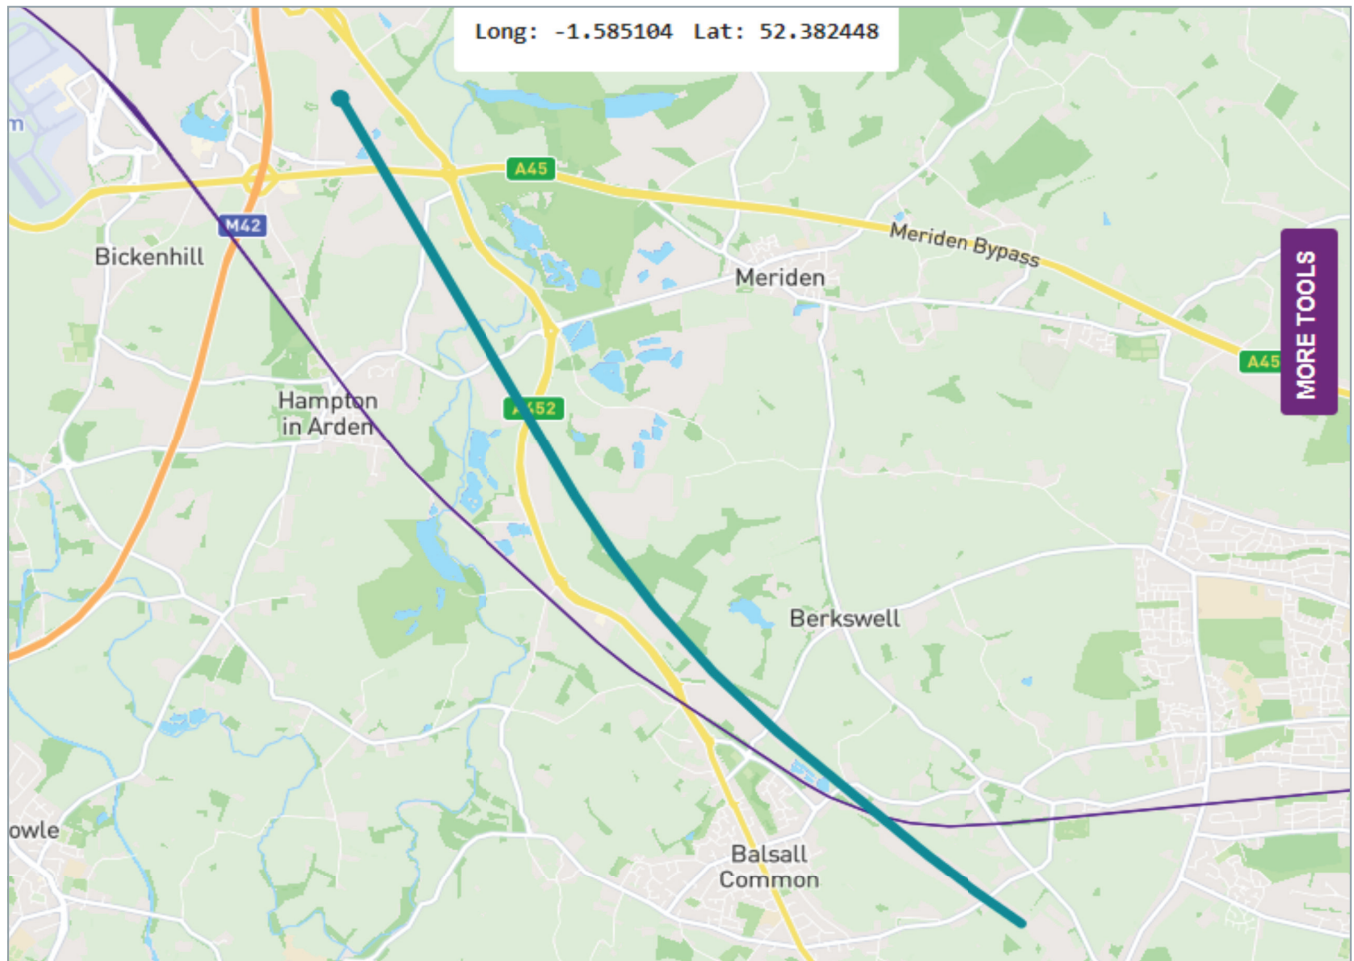 Long: -1.585104 Lat: 52.382448
m
A45
M42
Bickenhill
Meriden Bypass
Meriden
MORE TOOLS
A45
Hampton
in Arden
A452
Berkswell
owle
Balsall
Common